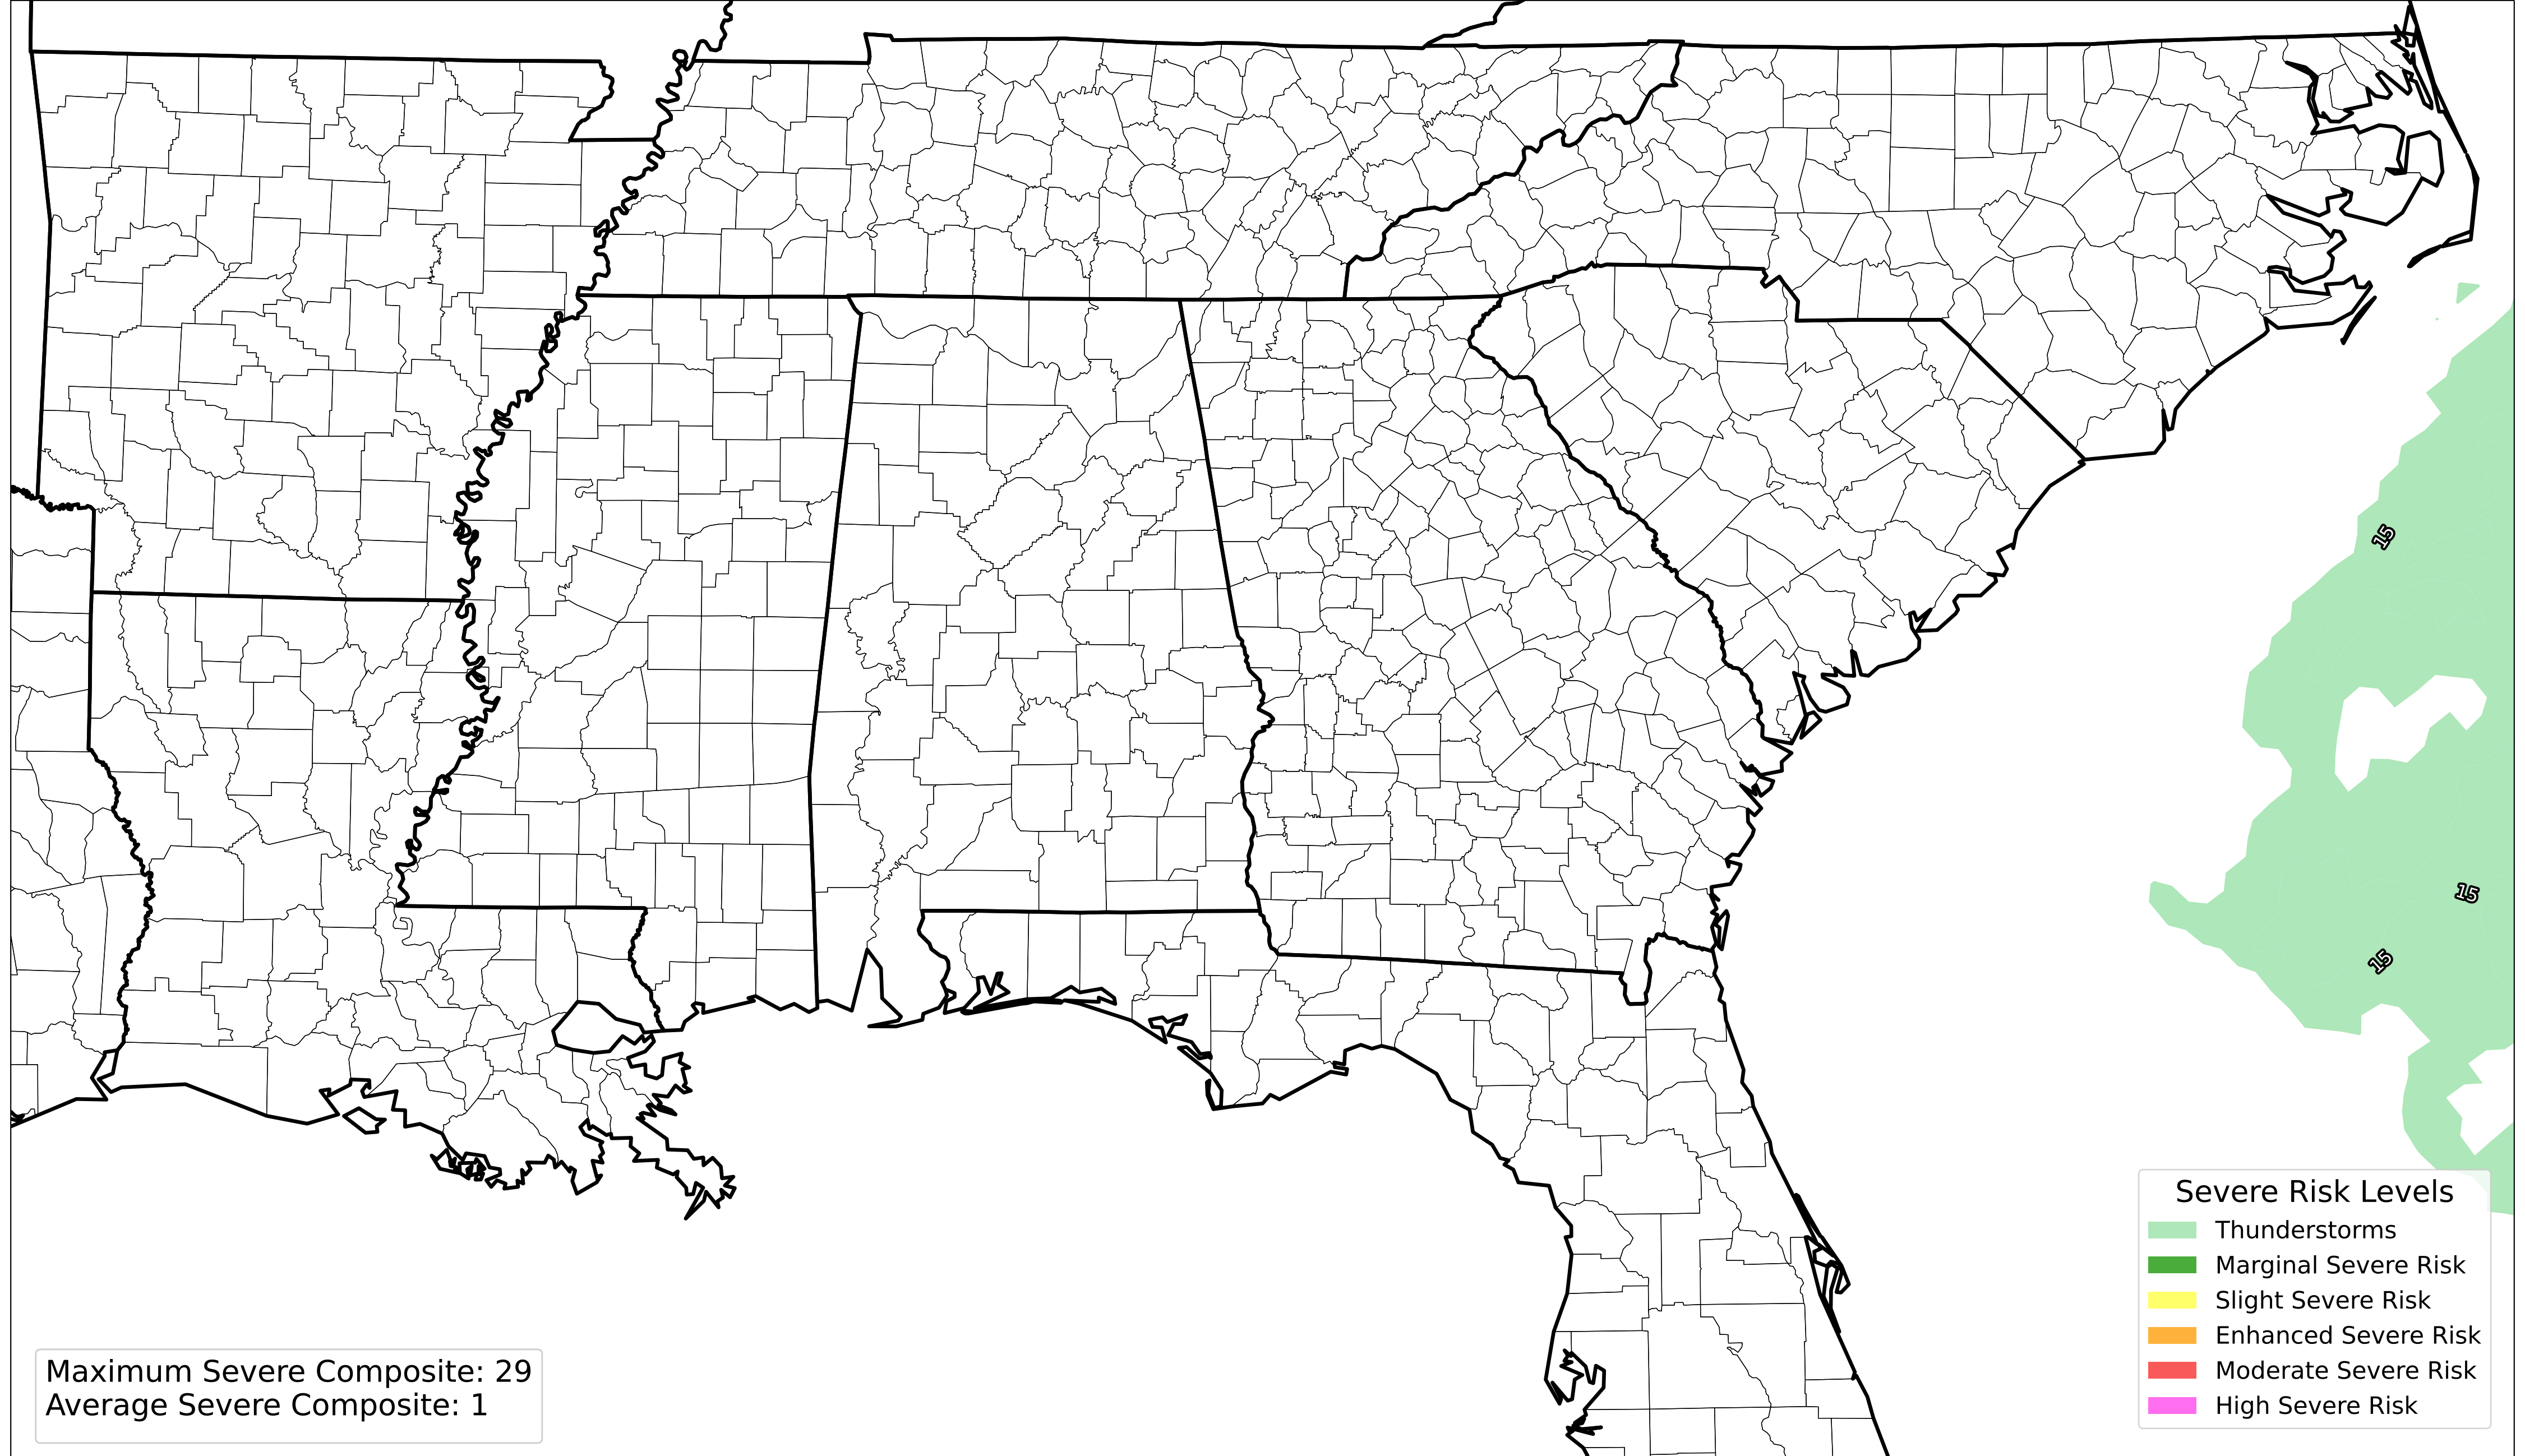 15
15
15
Severe Risk Levels
Thunderstorms
Marginal Severe Risk
Slight Severe Risk
Enhanced Severe Risk
Moderate Severe Risk
High Severe Risk
Maximum Severe Composite: 29
Average Severe Composite: 1